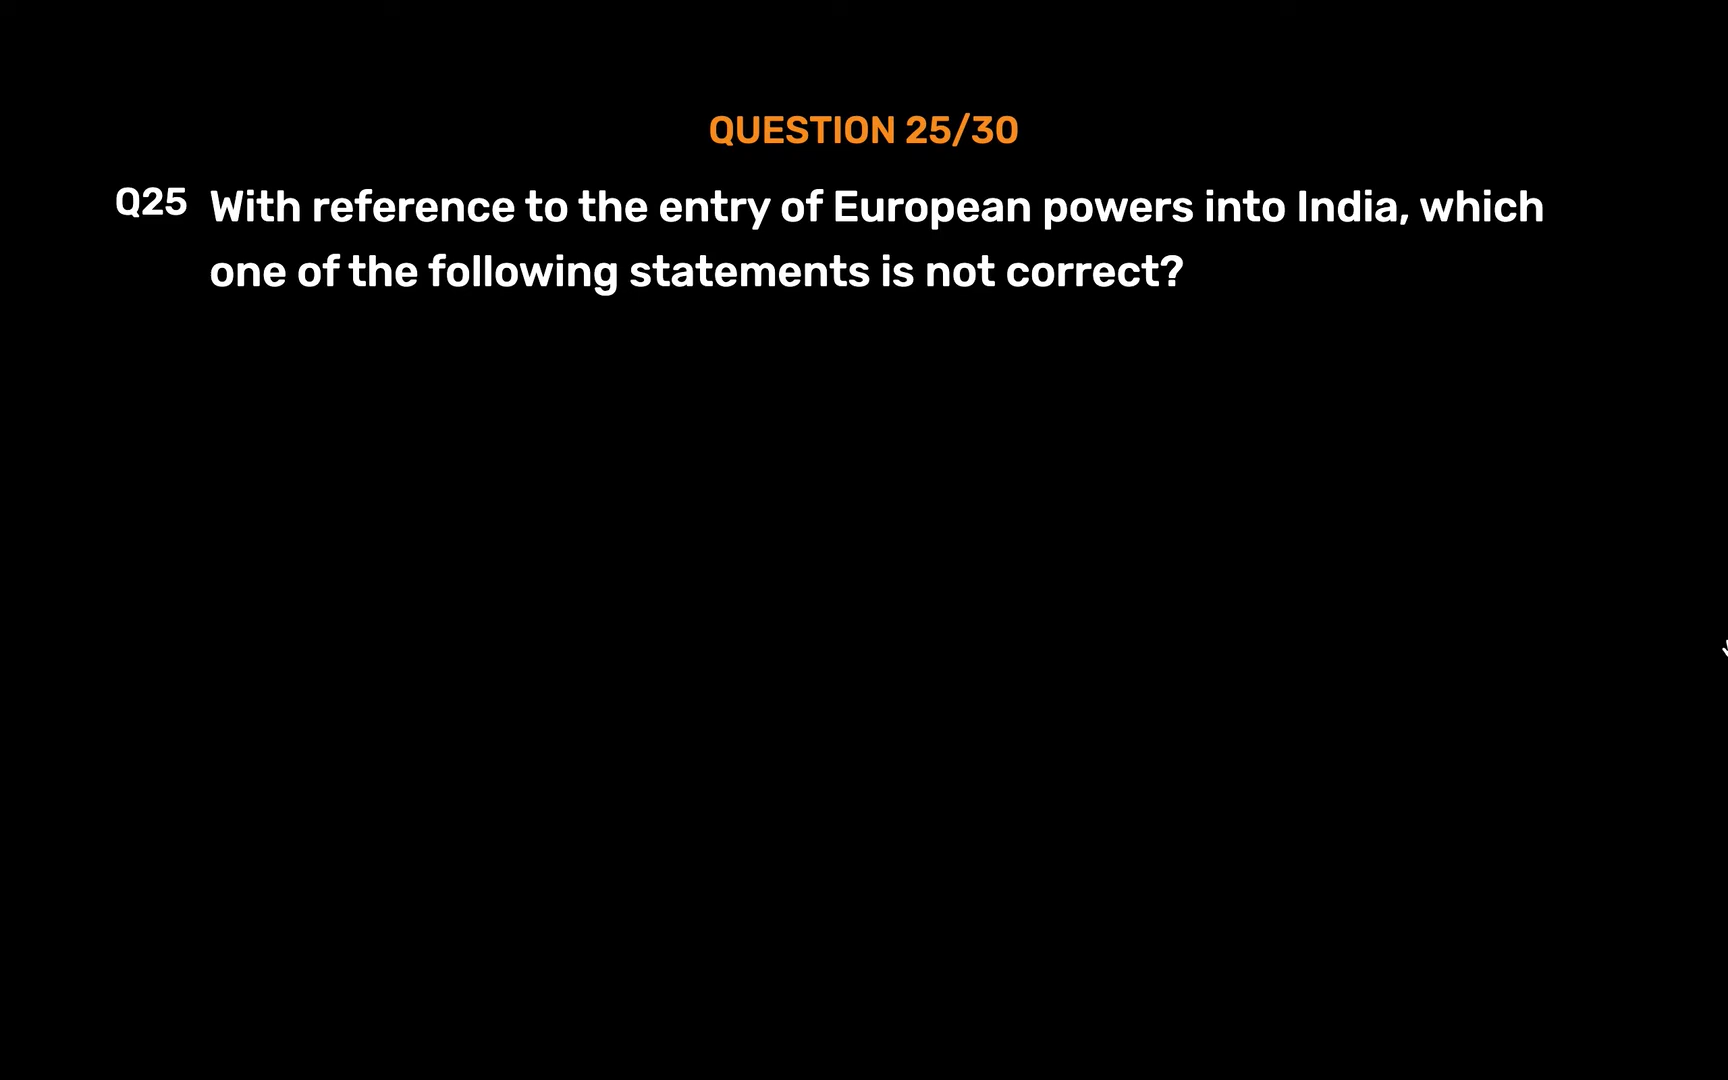 QUESTION 25/30
Q25 With reference to the entry of European powers into India, which
one of the following statements is not correct?